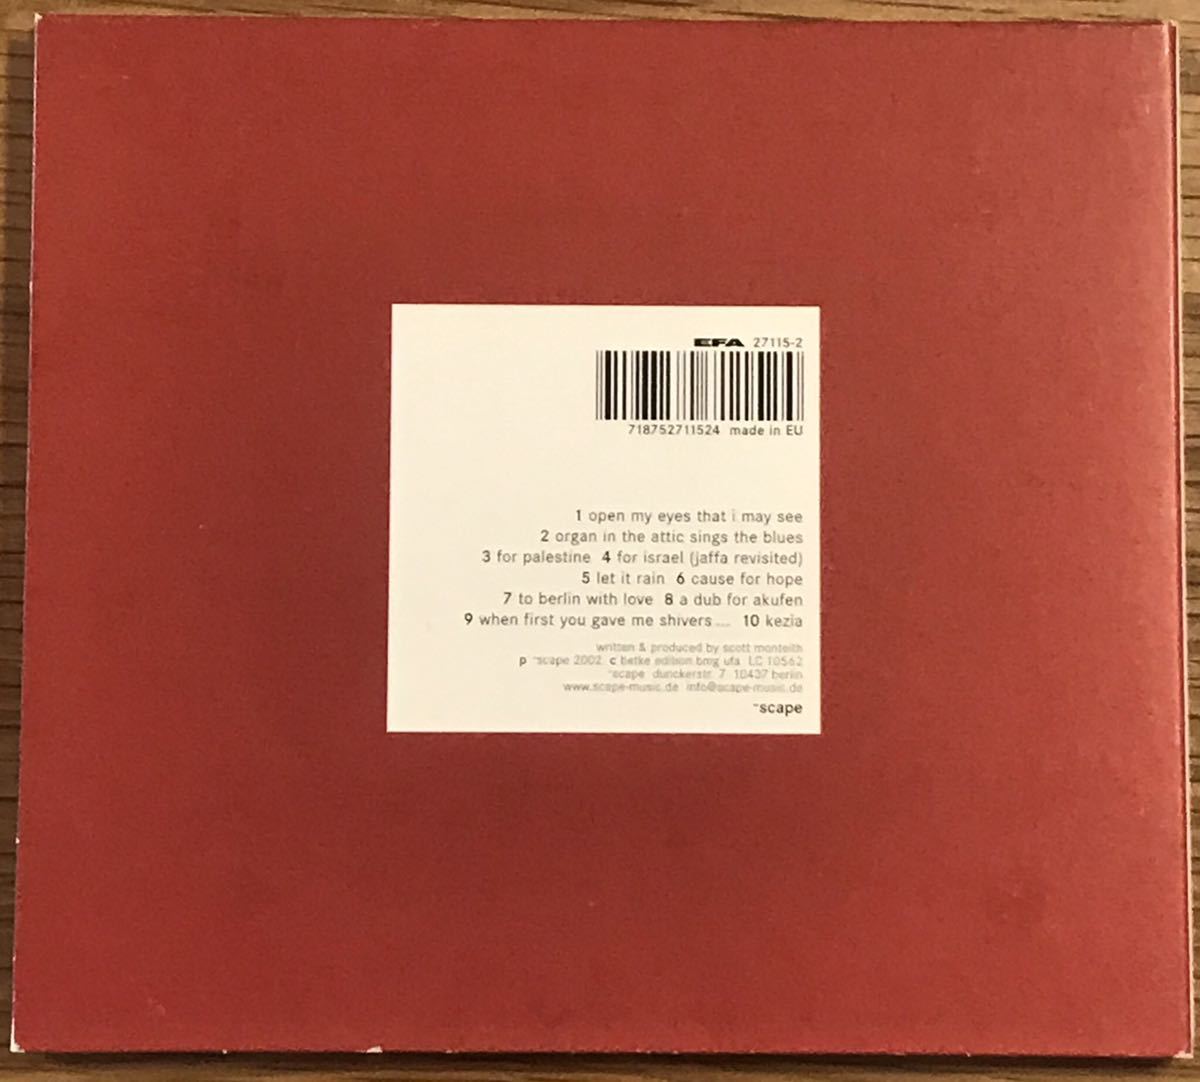 EFA 27115-2
718752711524 made in EU
1 open my eyes that i may see
2 organ in the attic sings the blues
3 for palestine 4 for israel (jaffa revisited)
5 let it rain 6 cause for hope
7 to berlin with love 8 a dub for akufen
9 when first you gave me shivers.... 10 kezia
written & produced by scott monteith
p ~scape 2002. c betke edition bmg ufa LC 10562
~scape dunckerstr. 7 10437 berlin
www.scape-music.de info@scape-music.de
~scape